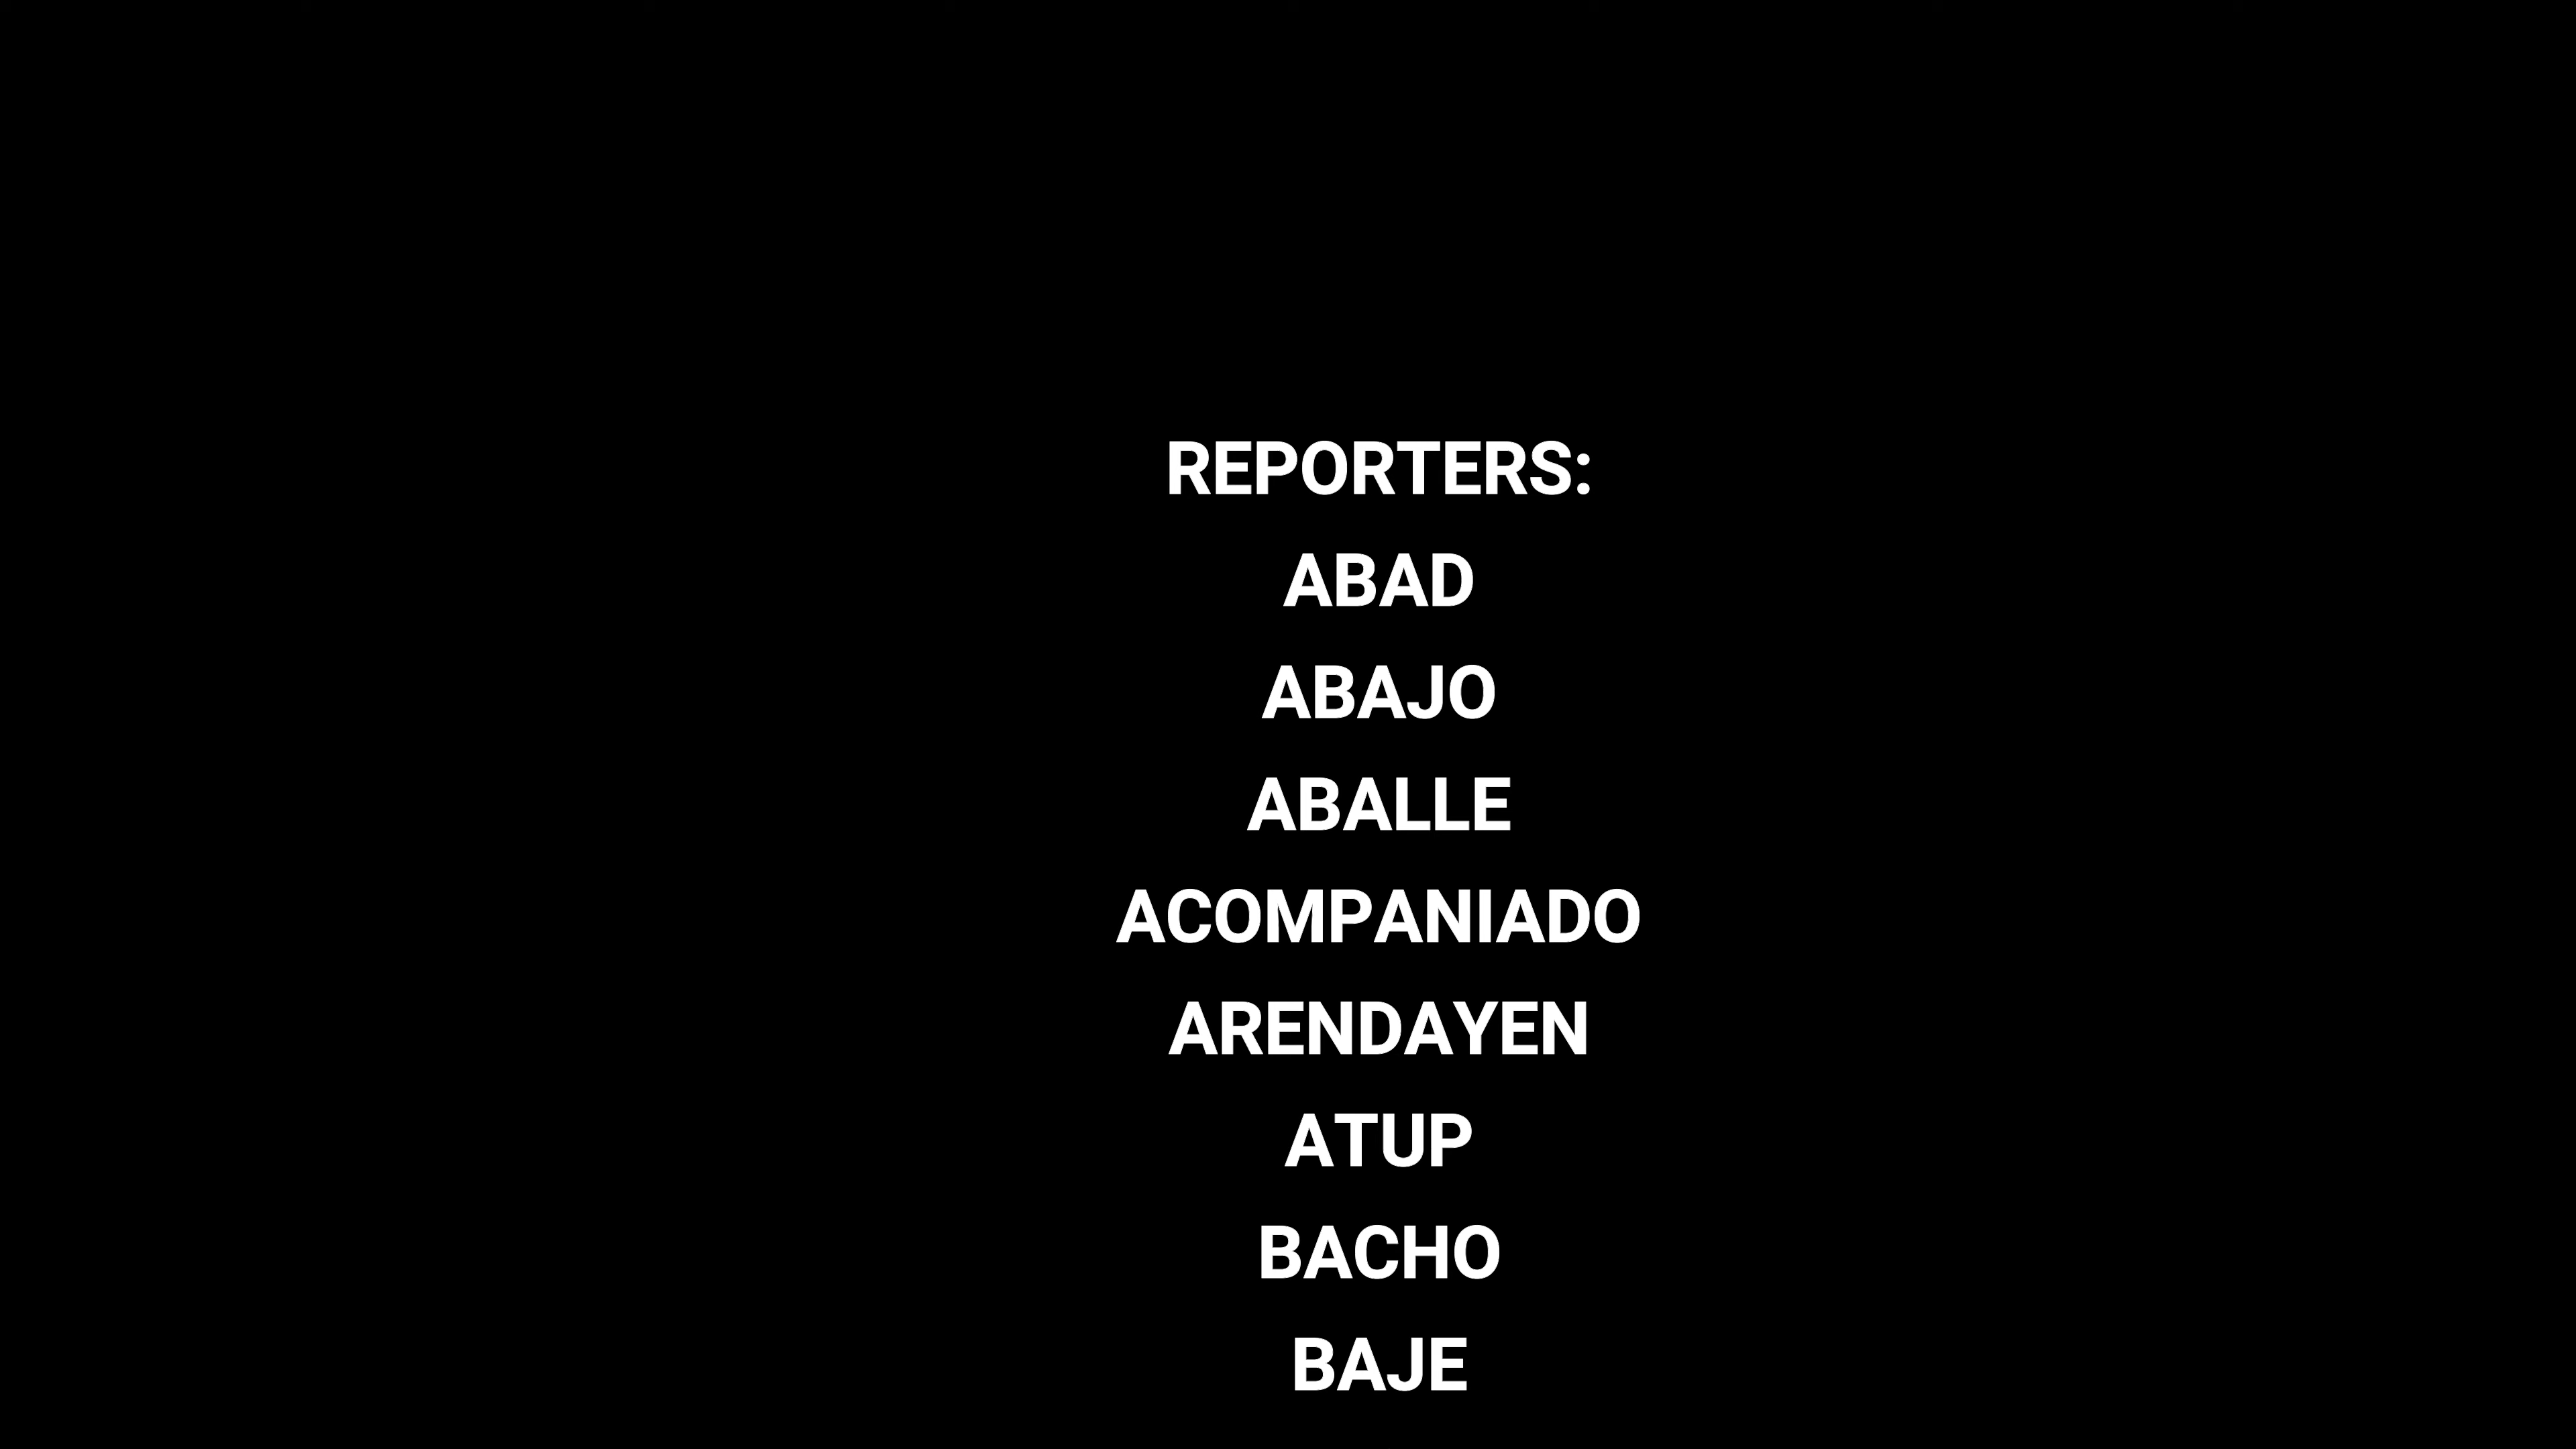 REPORTERS:
ABAD
ABAJO
ABALLE
ACOMPANIADO
ARENDAYEN
ATUP
BACHO
BAJE